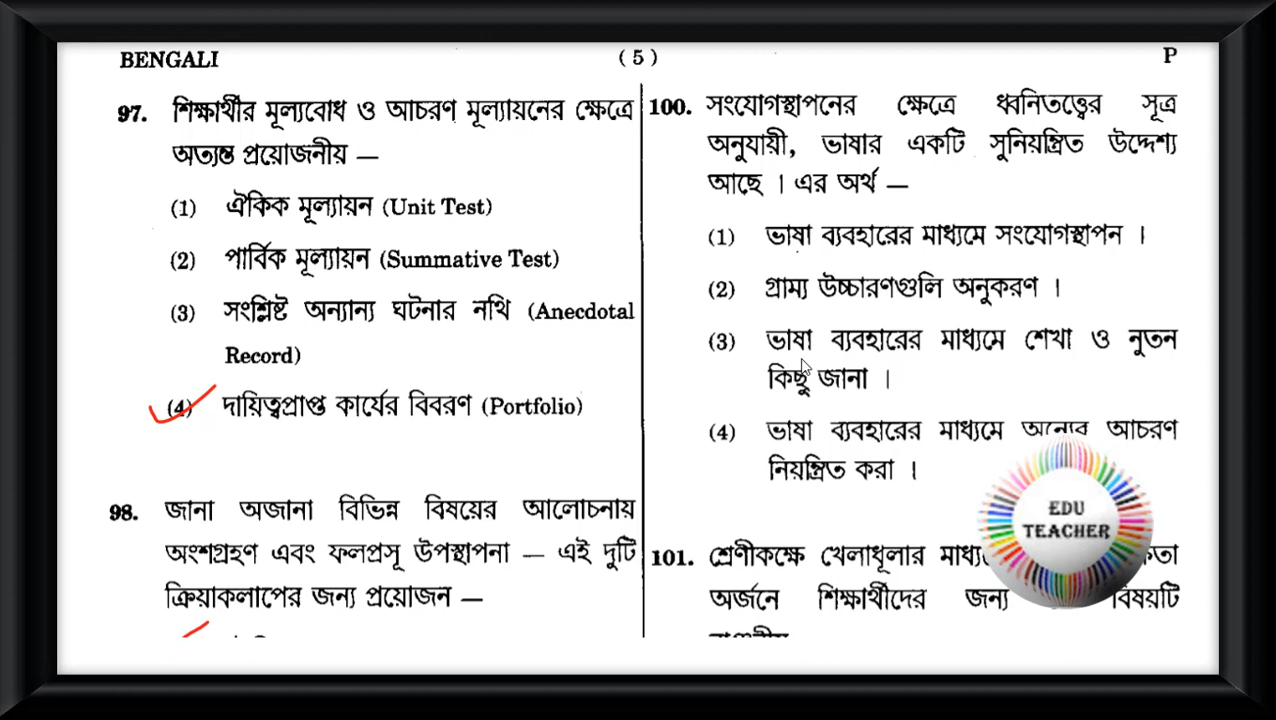 BENGALI
( 5 )
P
97. শিক্ষার্থীর মূল্যবোধ ও আচরণ মূল্যায়নের ক্ষেত্রে
অত্যন্ত প্রয়োজনীয় —
(1) ঐকিক মূল্যায়ন (Unit Test)
(2) পার্বিক মূল্যায়ন (Summative Test)
(3) সংশ্লিষ্ট অন্যান্য ঘটনার নথি (Anecdotal
Record)
(4) দায়িত্বপ্রাপ্ত কার্যের বিবরণ (Portfolio)
98. জানা অজানা বিভিন্ন বিষয়ের আলোচনায়
অংশগ্রহণ এবং ফলপ্রসূ উপস্থাপনা — এই দুটি
ক্রিয়াকলাপের জন্য প্রয়োজন —
100. সংযোগস্থাপনের ক্ষেত্রে ধ্বনিতত্ত্বের সূত্র
অনুযায়ী, ভাষার একটি সুনিয়ন্ত্রিত উদ্দেশ্য
আছে । এর অর্থ —
(1) ভাষা ব্যবহারের মাধ্যমে সংযোগস্থাপন ।
(2) গ্রাম্য উচ্চারণগুলি অনুকরণ ।
(3) ভাষা ব্যবহারের মাধ্যমে শেখা ও নুতন
কিছু জানা ।
(4) ভাষা ব্যবহারের মাধ্যমে অন্যের আচরণ
নিয়ন্ত্রিত করা ।
101. শ্রেণীকক্ষে খেলাধূলার
অর্জনে শিক্ষার্থীদের জন্য বিষয়টি
EDU
TEACHER